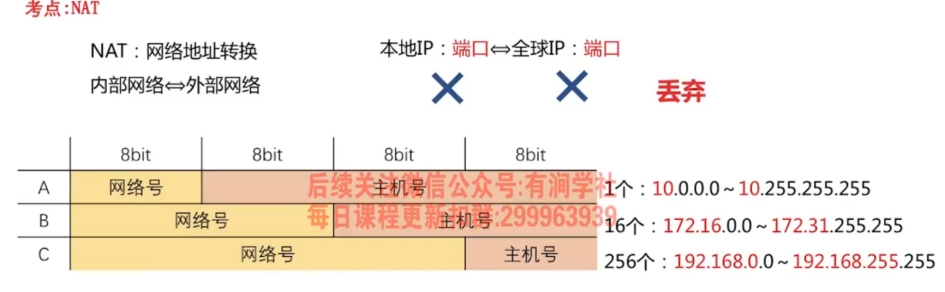 考点:NAT
NAT：网络地址转换
本地IP：端口⇔全球IP：端口
内部网络⇔外部网络
丢弃
8bit 8bit 8bit 8bit
A 网络号 主机号 1个：10.0.0.0～10.255.255.255
后续关注微信公众号:有涧学社
B 网络号 主机号 16个：172.16.0.0～172.31.255.255
每日课程更新扣群:299963939
C 网络号 主机号 256个：192.168.0.0～192.168.255.255